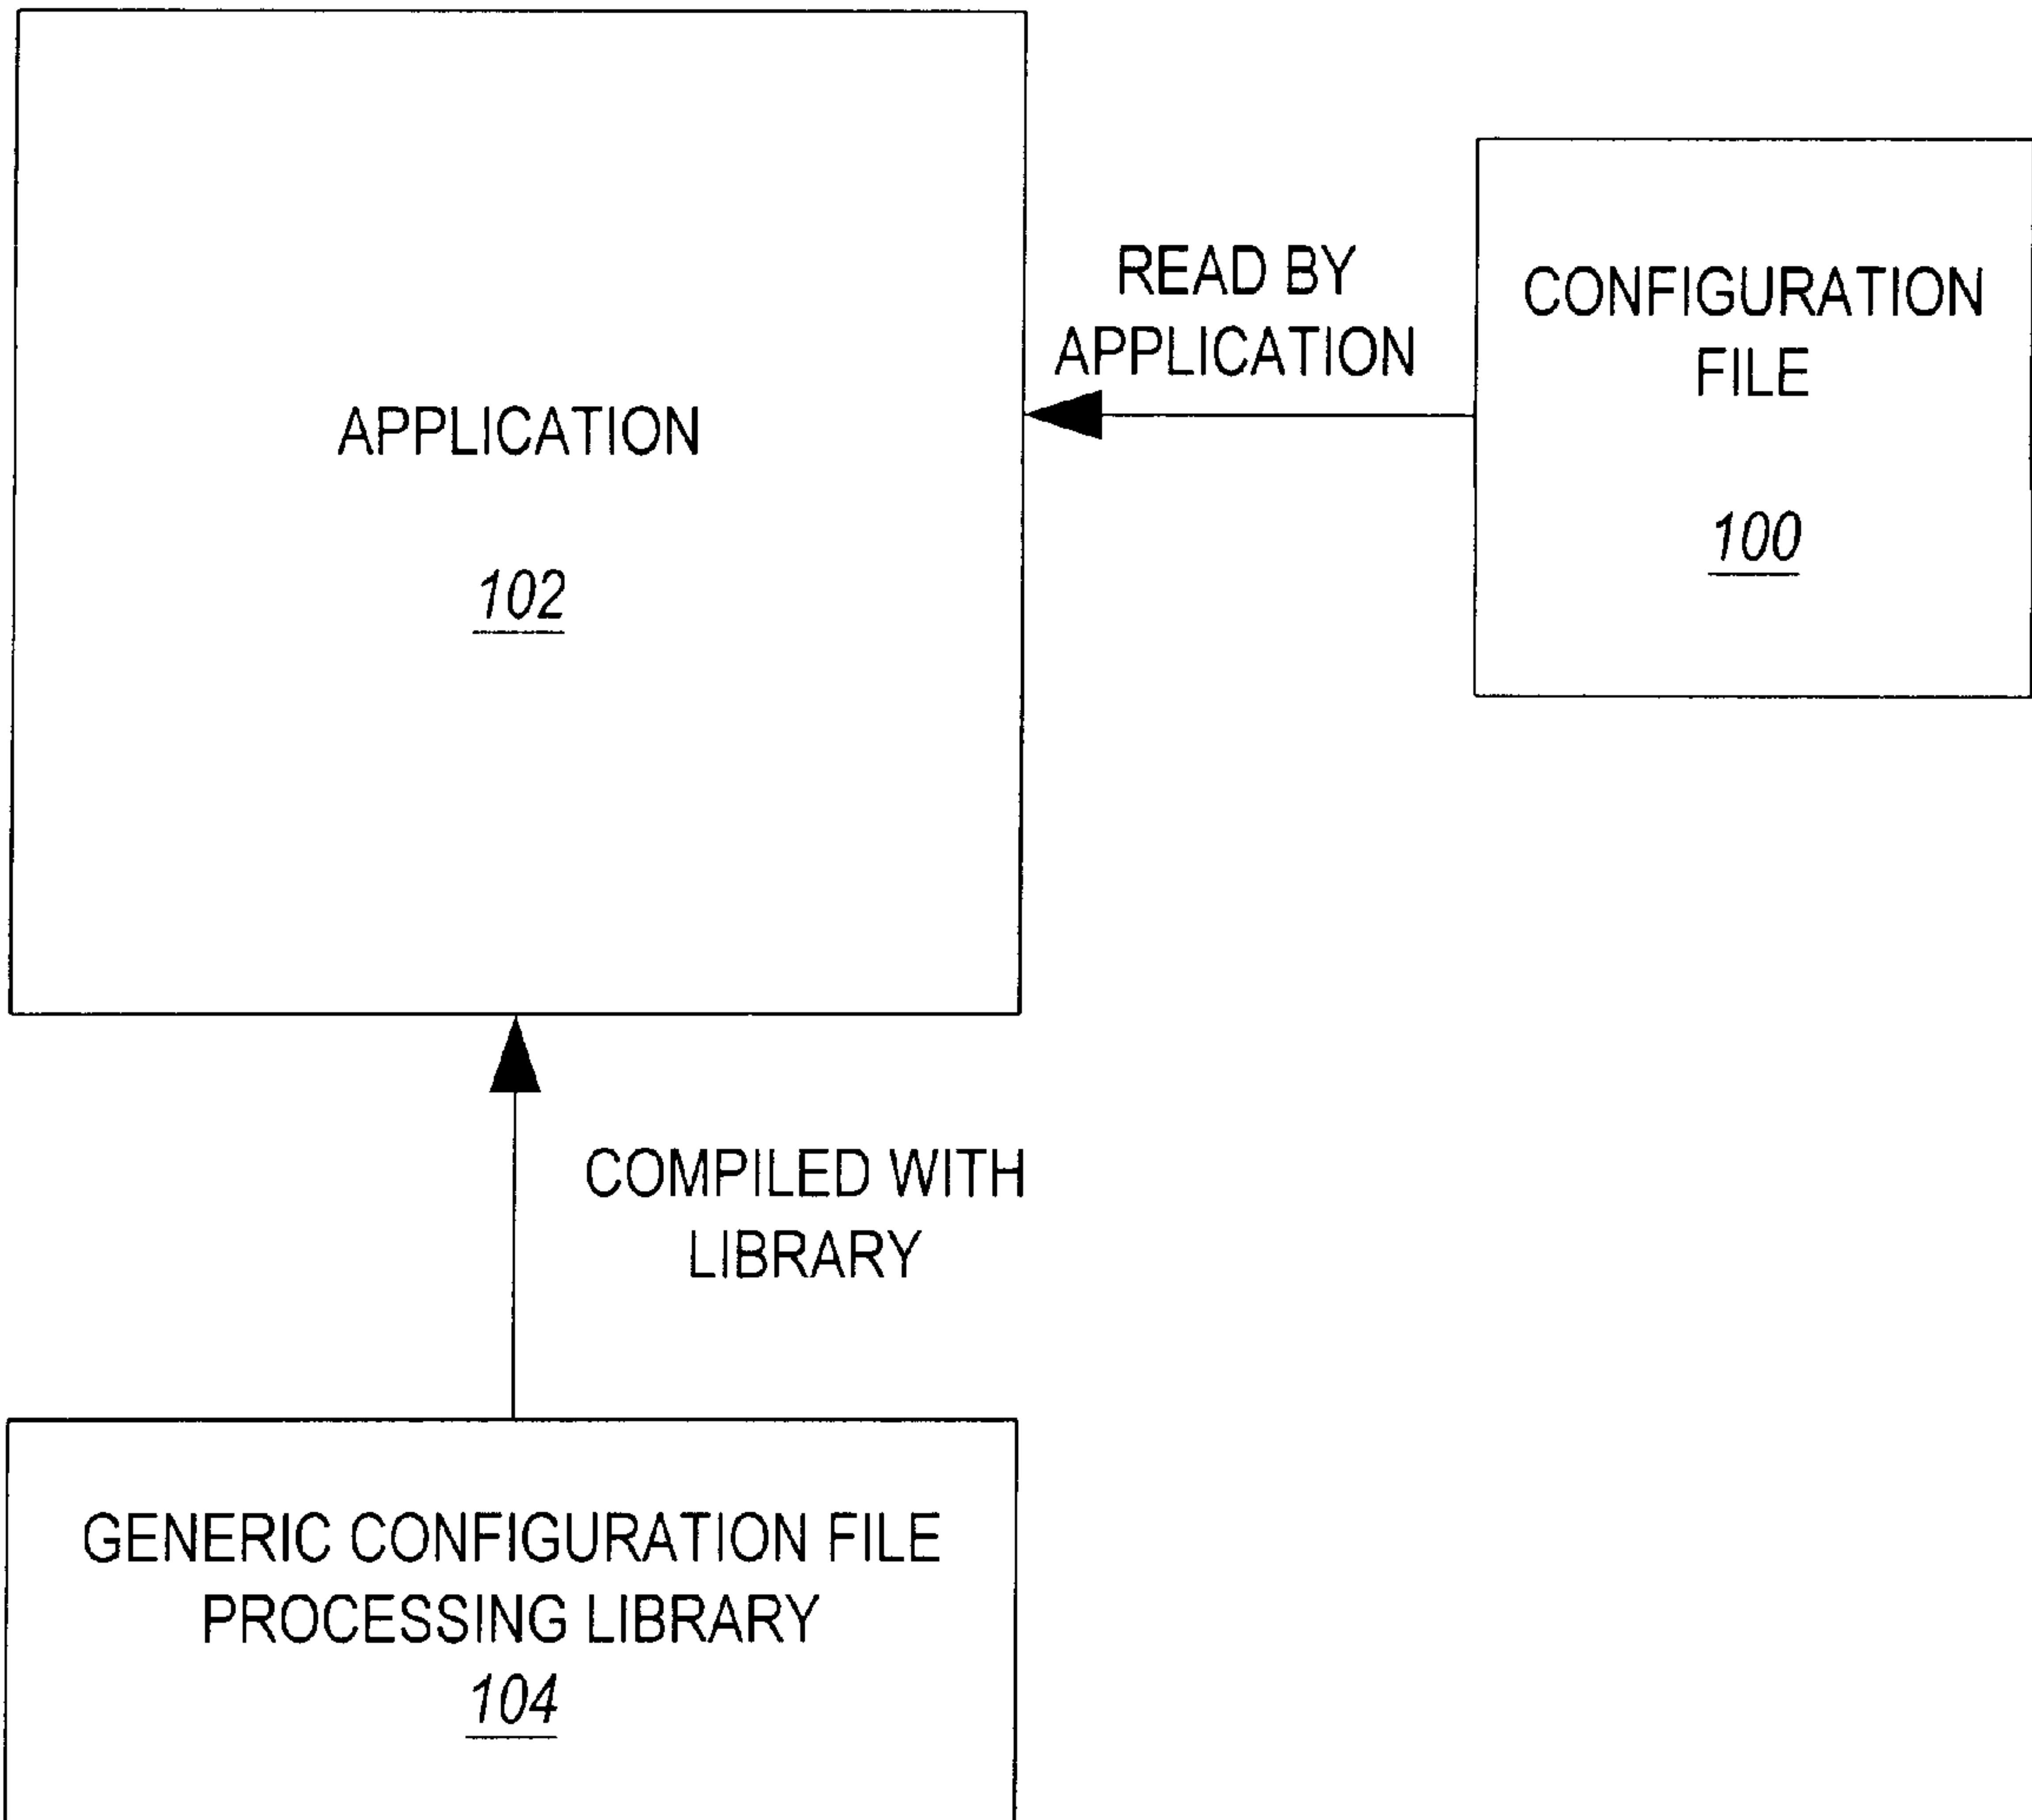 APPLICATION
102
READ BY
APPLICATION
CONFIGURATION
FILE
100
COMPILED WITH
LIBRARY
GENERIC CONFIGURATION FILE
PROCESSING LIBRARY
104